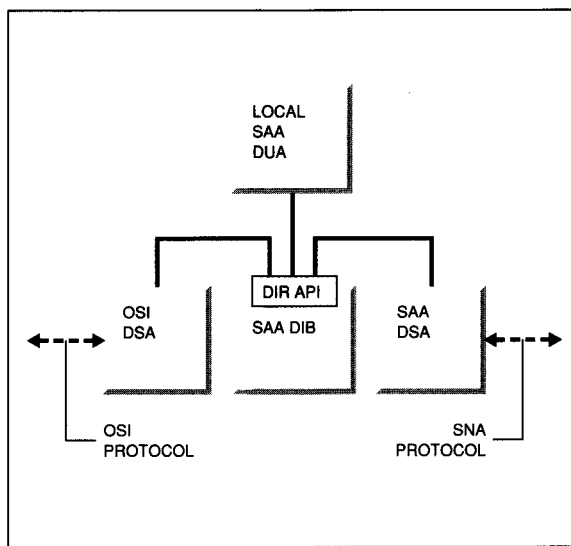 LOCAL
SAA
DUA
DIR API
OSI
DSA
SAA DIB
SAA
DSA
OSI
PROTOCOL
SNA
PROTOCOL